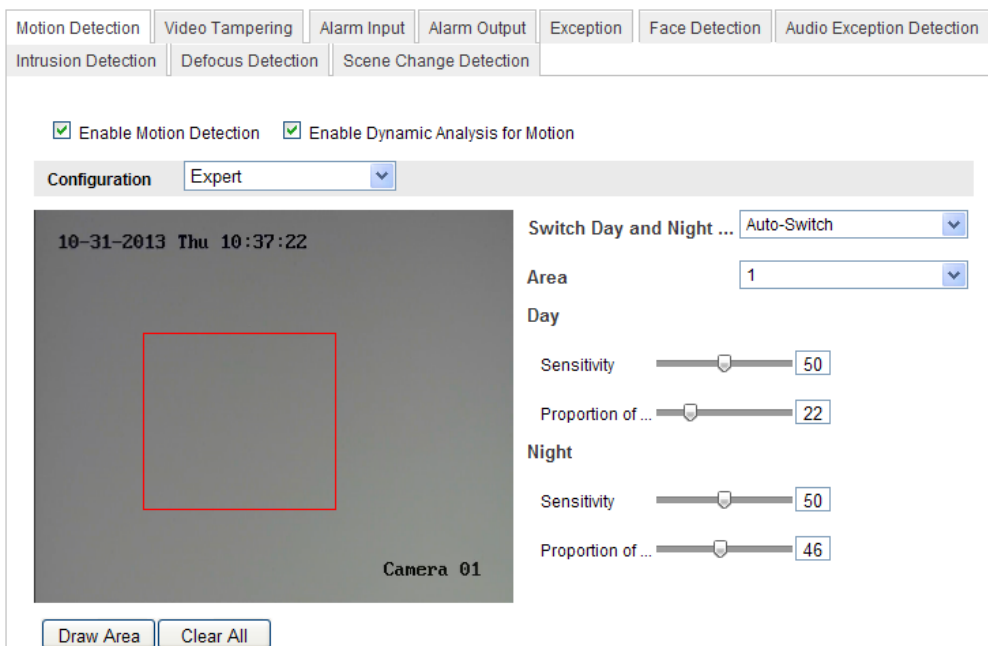 Motion Detection Video Tampering Alarm Input Alarm Output Exception Face Detection Audio Exception Detection
Intrusion Detection Defocus Detection Scene Change Detection
Enable Motion Detection Enable Dynamic Analysis for Motion
Configuration Expert
10-31-2013 Thu 10:37:22
Camera 01
Switch Day and Night ... Auto-Switch
Area 1
Day
Sensitivity 50
Proportion of ... 22
Night
Sensitivity 50
Proportion of ... 46
Draw Area Clear All